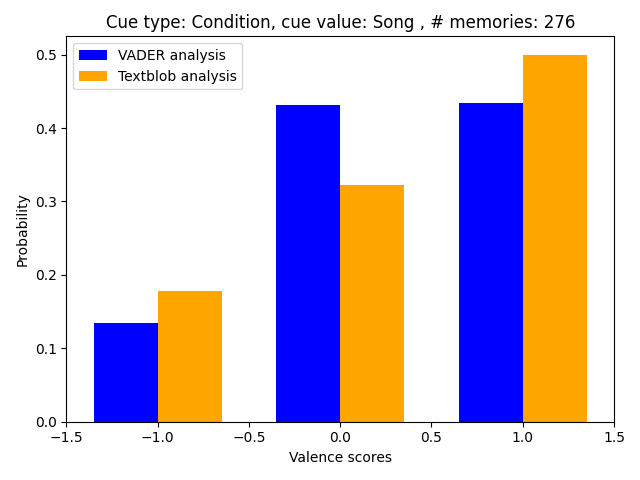 Cue type: Condition, cue value: Song , # memories: 276
VADER analysis
Textblob analysis
Probability
0.5
0.4
0.3
0.2
0.1
0.0
−1.5
−1.0
−0.5
0.0
0.5
1.0
1.5
Valence scores